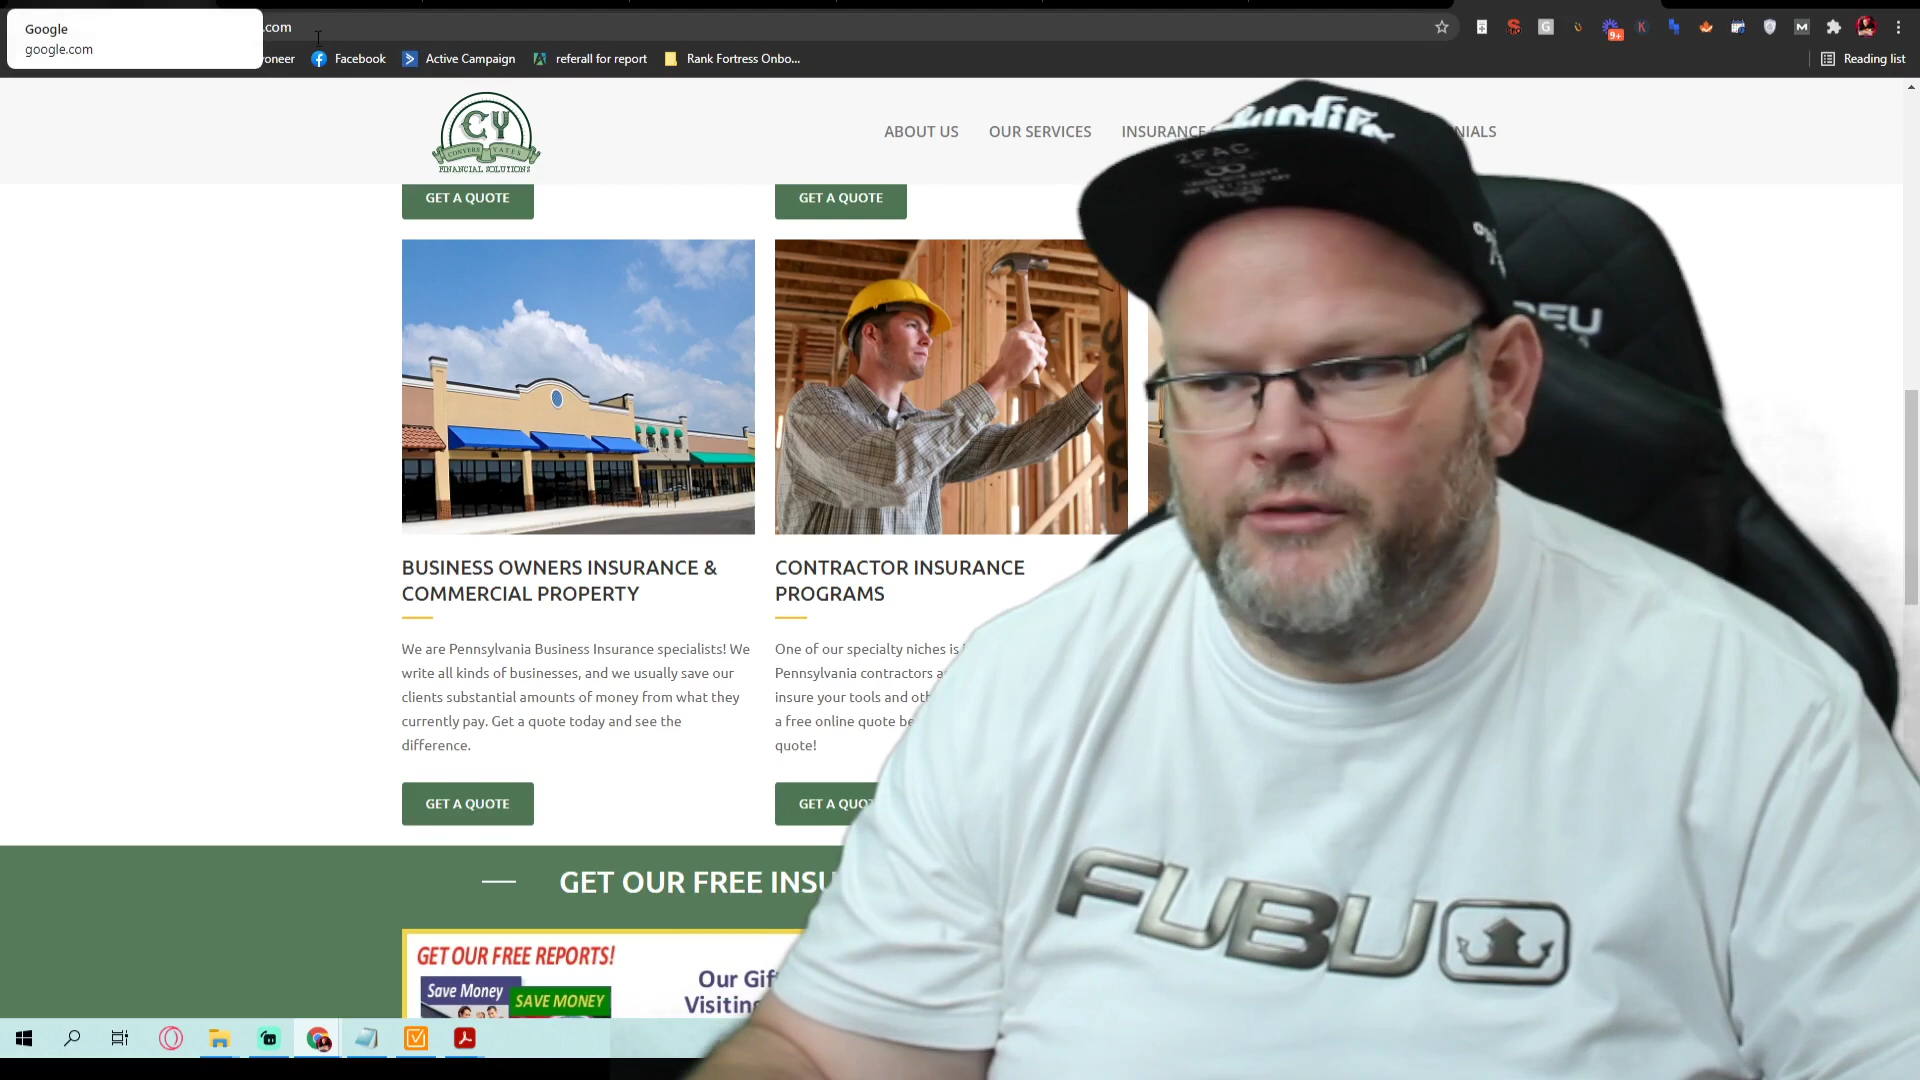 Google
google.com
.com
oneer
Facebook
Active Campaign
referall for report
Rank Fortress Onbo...
9+
Reading list
CY
CONYERS YATES
FINANCIAL SOLUTIONS
ABOUT US
OUR SERVICES
INSURANCE
NIALS
GET A QUOTE
GET A QUOTE
2PAC
BUSINESS OWNERS INSURANCE &
COMMERCIAL PROPERTY
We are Pennsylvania Business Insurance specialists! We
write all kinds of businesses, and we usually save our
clients substantial amounts of money from what they
currently pay. Get a quote today and see the
difference.
GET A QUOTE
CONTRACTOR INSURANCE
PROGRAMS
One of our specialty niches is
Pennsylvania contractors
insure your tools and
a free online quote
quote!
GET A QUO
GET OUR FREE INSU
GET OUR FREE REPORTS!
Save Money
SAVE MONEY
Our Gif
Visiting
FUBU